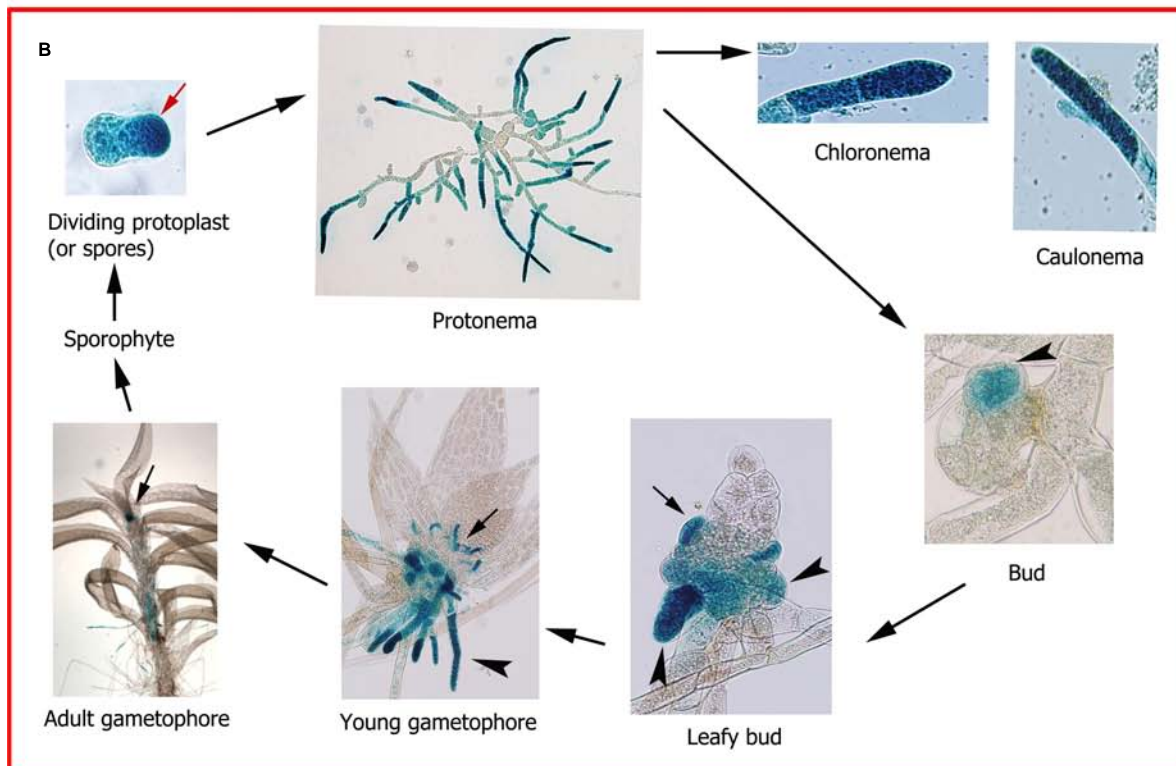 B
Dividing protoplast
(or spores)
Protonema
Chloronema
Caulonema
Sporophyte
Bud
Adult gametophore
Young gametophore
Leafy bud